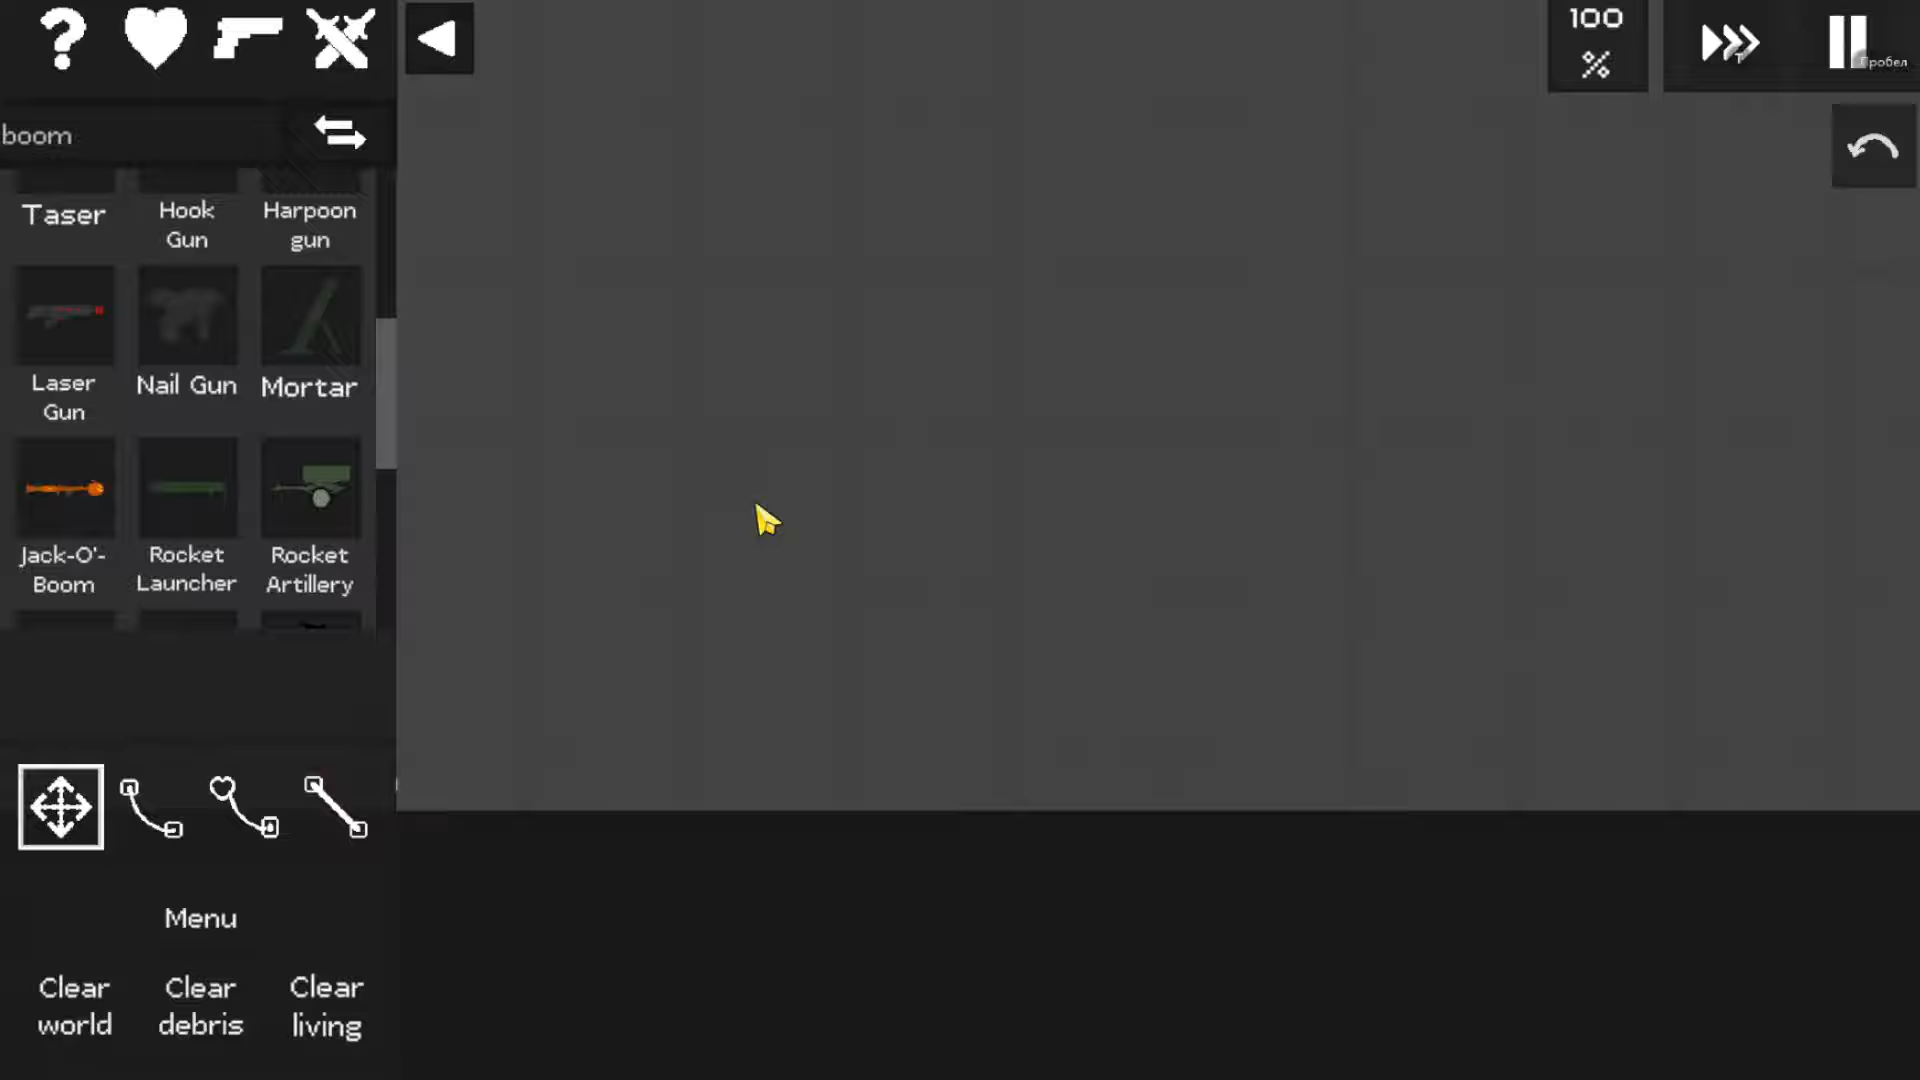 100
%
Пробел
boom
Taser
Hook
Gun
Harpoon
gun
Laser
Gun
Nail Gun
Mortar
Jack-O'-
Boom
Rocket
Launcher
Rocket
Artillery
Menu
Clear
world
Clear
debris
Clear
living